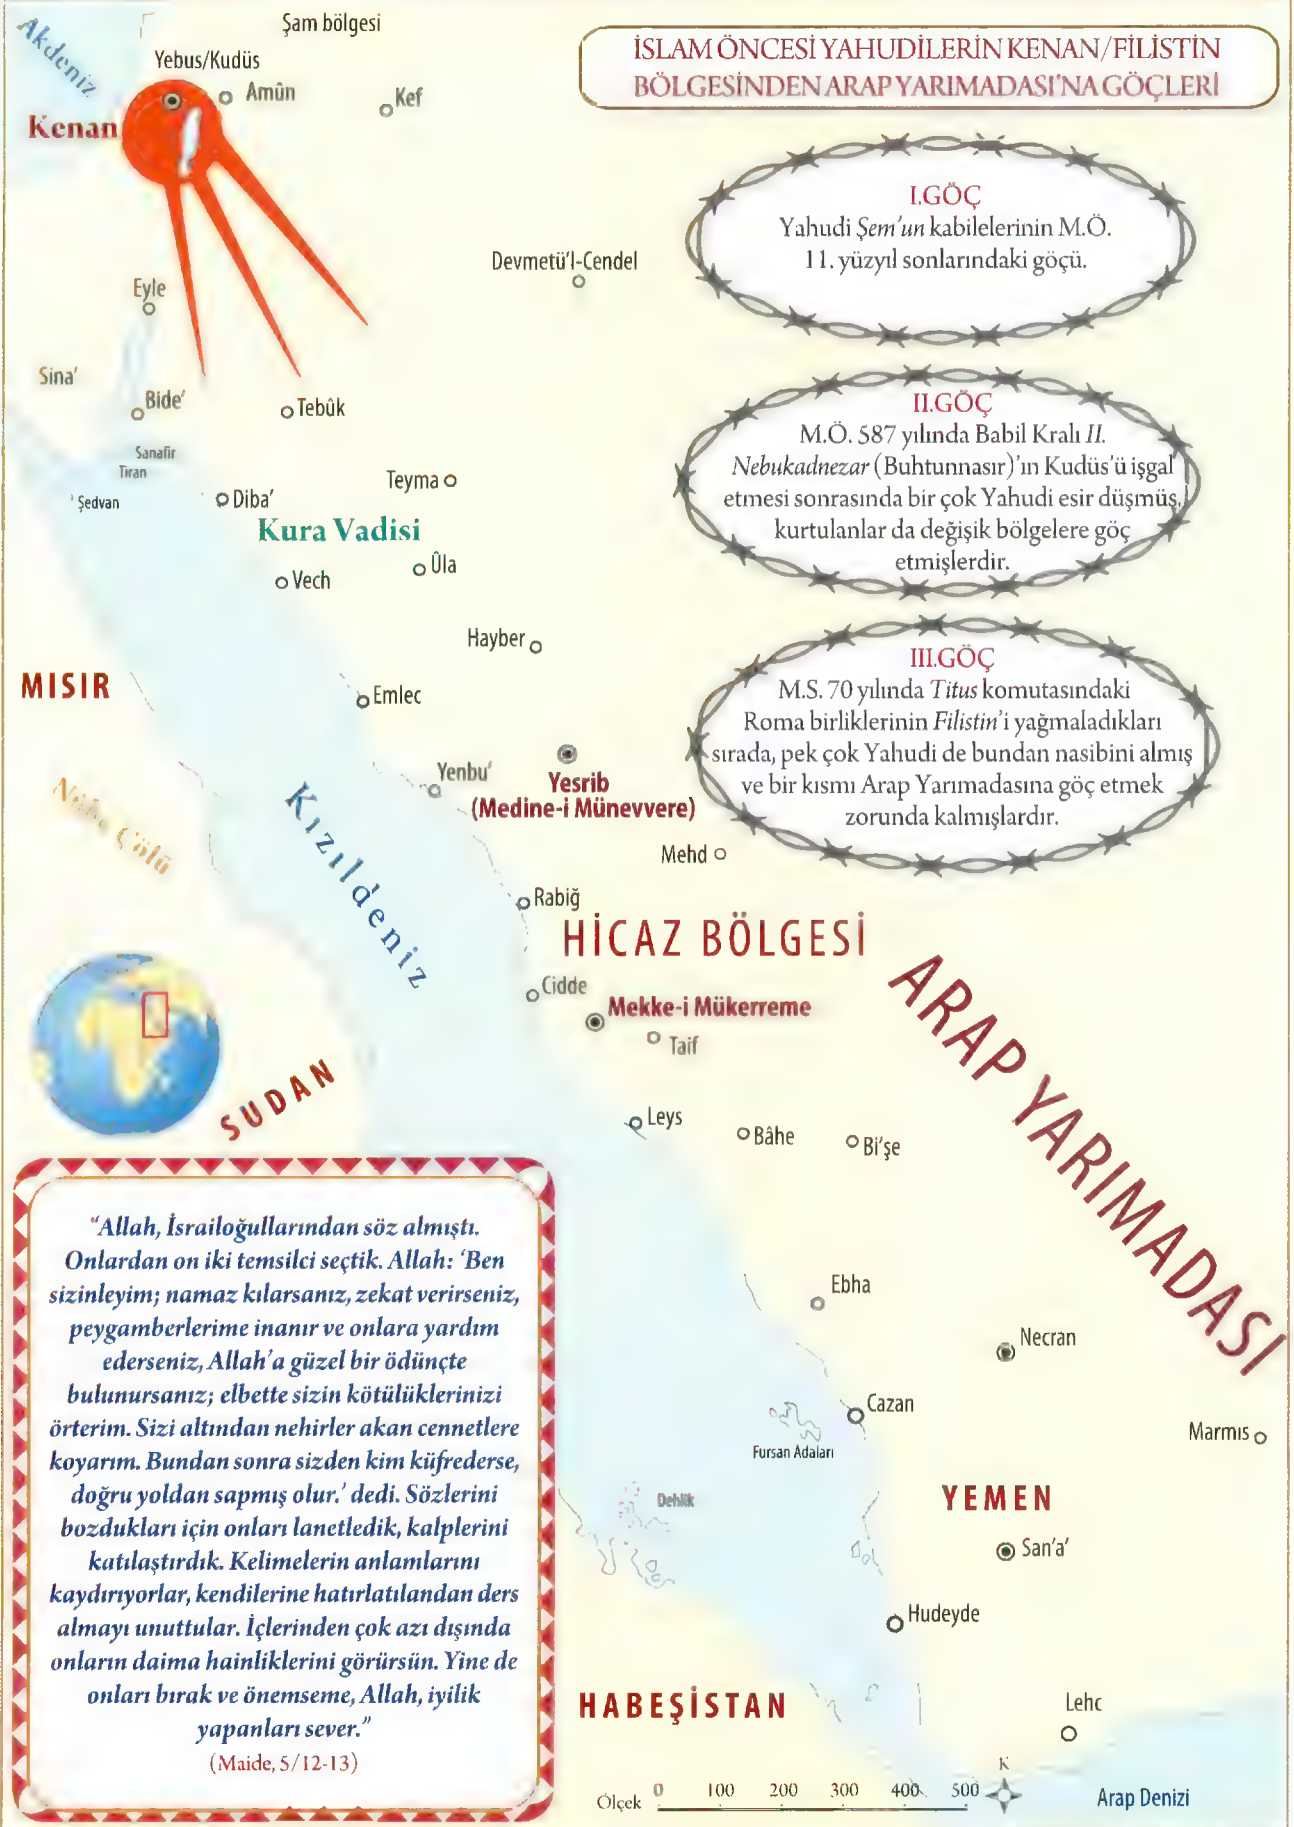 İSLAM ÖNCESİ YAHUDİLERİN KENAN/FİLİSTİN
BÖLGESİNDEN ARAP YARIMADASI'NA GÖÇLERİ
Akdeniz
Şam bölgesi
Yebus/Kudüs
Amûn
Kef
Kenan
I.GÖÇ
Yahudi Şem'un kabilelerinin M.Ö.
11. yüzyıl sonlarındaki göçü.
Devmetü'l-Cendel
Eyle
Sina'
Bide'
Tebûk
II.GÖÇ
M.Ö. 587 yılında Babil Kralı II.
Nebukadnezar (Buhtunnasır)'ın Kudüs'ü işgal
etmesi sonrasında bir çok Yahudi esir düşmüş,
kurtulanlar da değişik bölgelere göç
etmişlerdir.
Sanafir
Tiran
Şedvan
Diba'
Teyma
Kura Vadisi
Vech
Ûla
Hayber
III.GÖÇ
M.S. 70 yılında Titus komutasındaki
Roma birliklerinin Filistin'i yağmaladıkları
sırada, pek çok Yahudi de bundan nasibini almış
ve bir kısmı Arap Yarımadasına göç etmek
zorunda kalmışlardır.
MISIR
Emlec
Yenbu'
Yesrib
(Medine-i Münevvere)
Kızıldeniz
Mehd
Rabiğ
HİCAZ BÖLGESİ
ARAP YARIMADASI
Cidde
Mekke-i Mükerreme
Taif
SUDAN
Leys
Bâhe
Bi'şe
"Allah, İsrailoğullarından söz almıştı.
Onlardan on iki temsilci seçtik. Allah: 'Ben
sizinleyim; namaz kılarsanız, zekat verirseniz,
peygamberlerime inanır ve onlara yardım
ederseniz, Allah'a güzel bir ödünçte
bulunursanız; elbette sizin kötülüklerinizi
örterim. Sizi altından nehirler akan cennetlere
koyarım. Bundan sonra sizden kim küfrederse,
doğru yoldan sapmış olur.' dedi. Sözlerini
bozdukları için onları lanetledik, kalplerini
katılaştırdık. Kelimelerin anlamlarını
kaydırıyorlar, kendilerine hatırlatılandan ders
almayı unuttular. İçlerinden çok azı dışında
onların daima hainliklerini görürsün. Yine de
onları bırak ve önemseme, Allah, iyilik
yapanları sever."
(Maide, 5/12-13)
Ebha
Necran
Cazan
Marmıs
Fursan Adaları
Dehlik
YEMEN
San'a'
Hudeyde
HABEŞİSTAN
Lehc
K
Ölçek 0 100 200 300 400 500
Arap Denizi